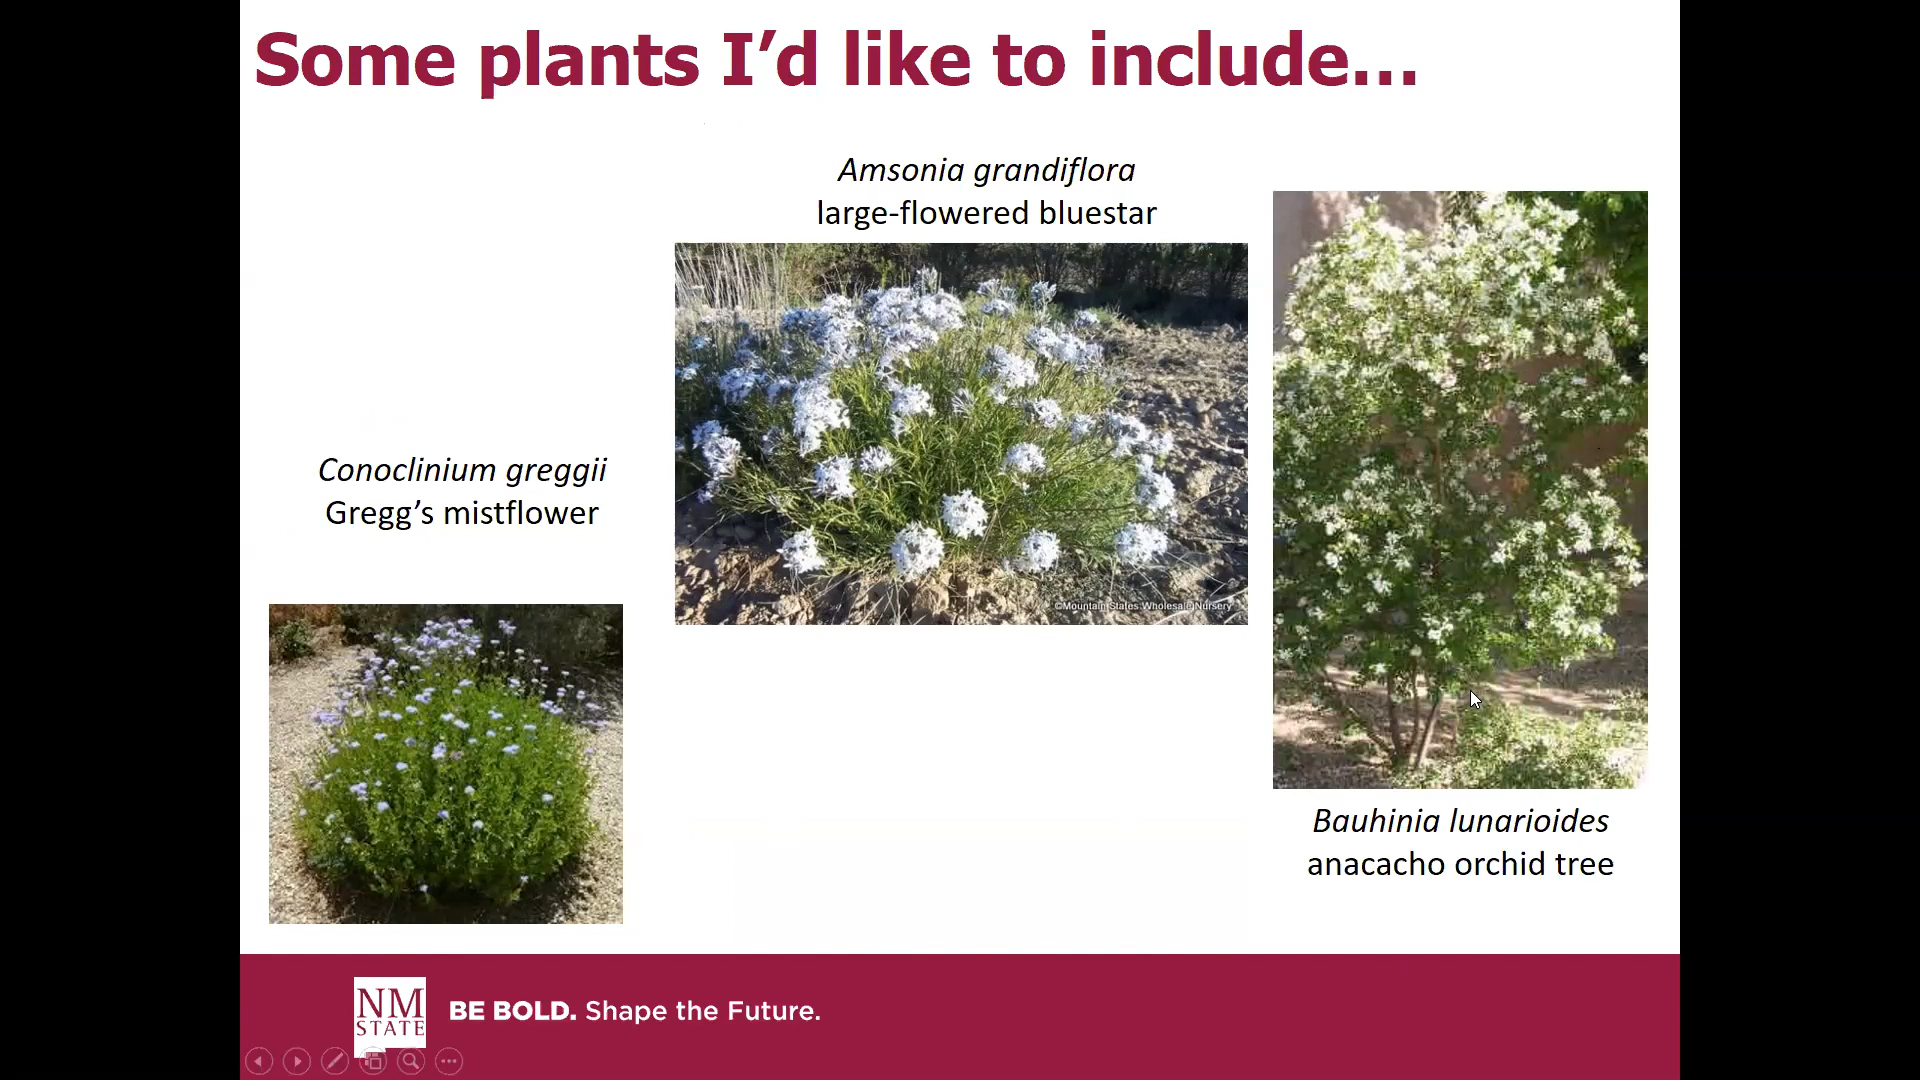 Some plants I’d like to include…
Amsonia grandiflora
large-flowered bluestar
Conoclinium greggii
Gregg’s mistflower
©Mountain States Wholesale Nursery
Bauhinia lunarioides
anacacho orchid tree
NM
STATE
BE BOLD. Shape the Future.